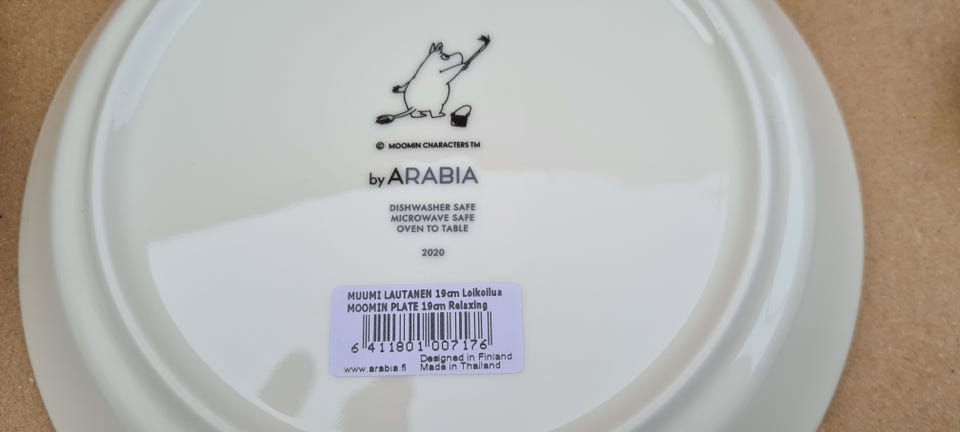 © MOOMIN CHARACTERS TM
by ARABIA
DISHWASHER SAFE
MICROWAVE SAFE
OVEN TO TABLE
2020
MUUMI LAUTANEN 19cm Loikoilua
MOOMIN PLATE 19cm Relaxing
6 411801 007176
Designed in Finland
www.arabia.fi Made in Thailand